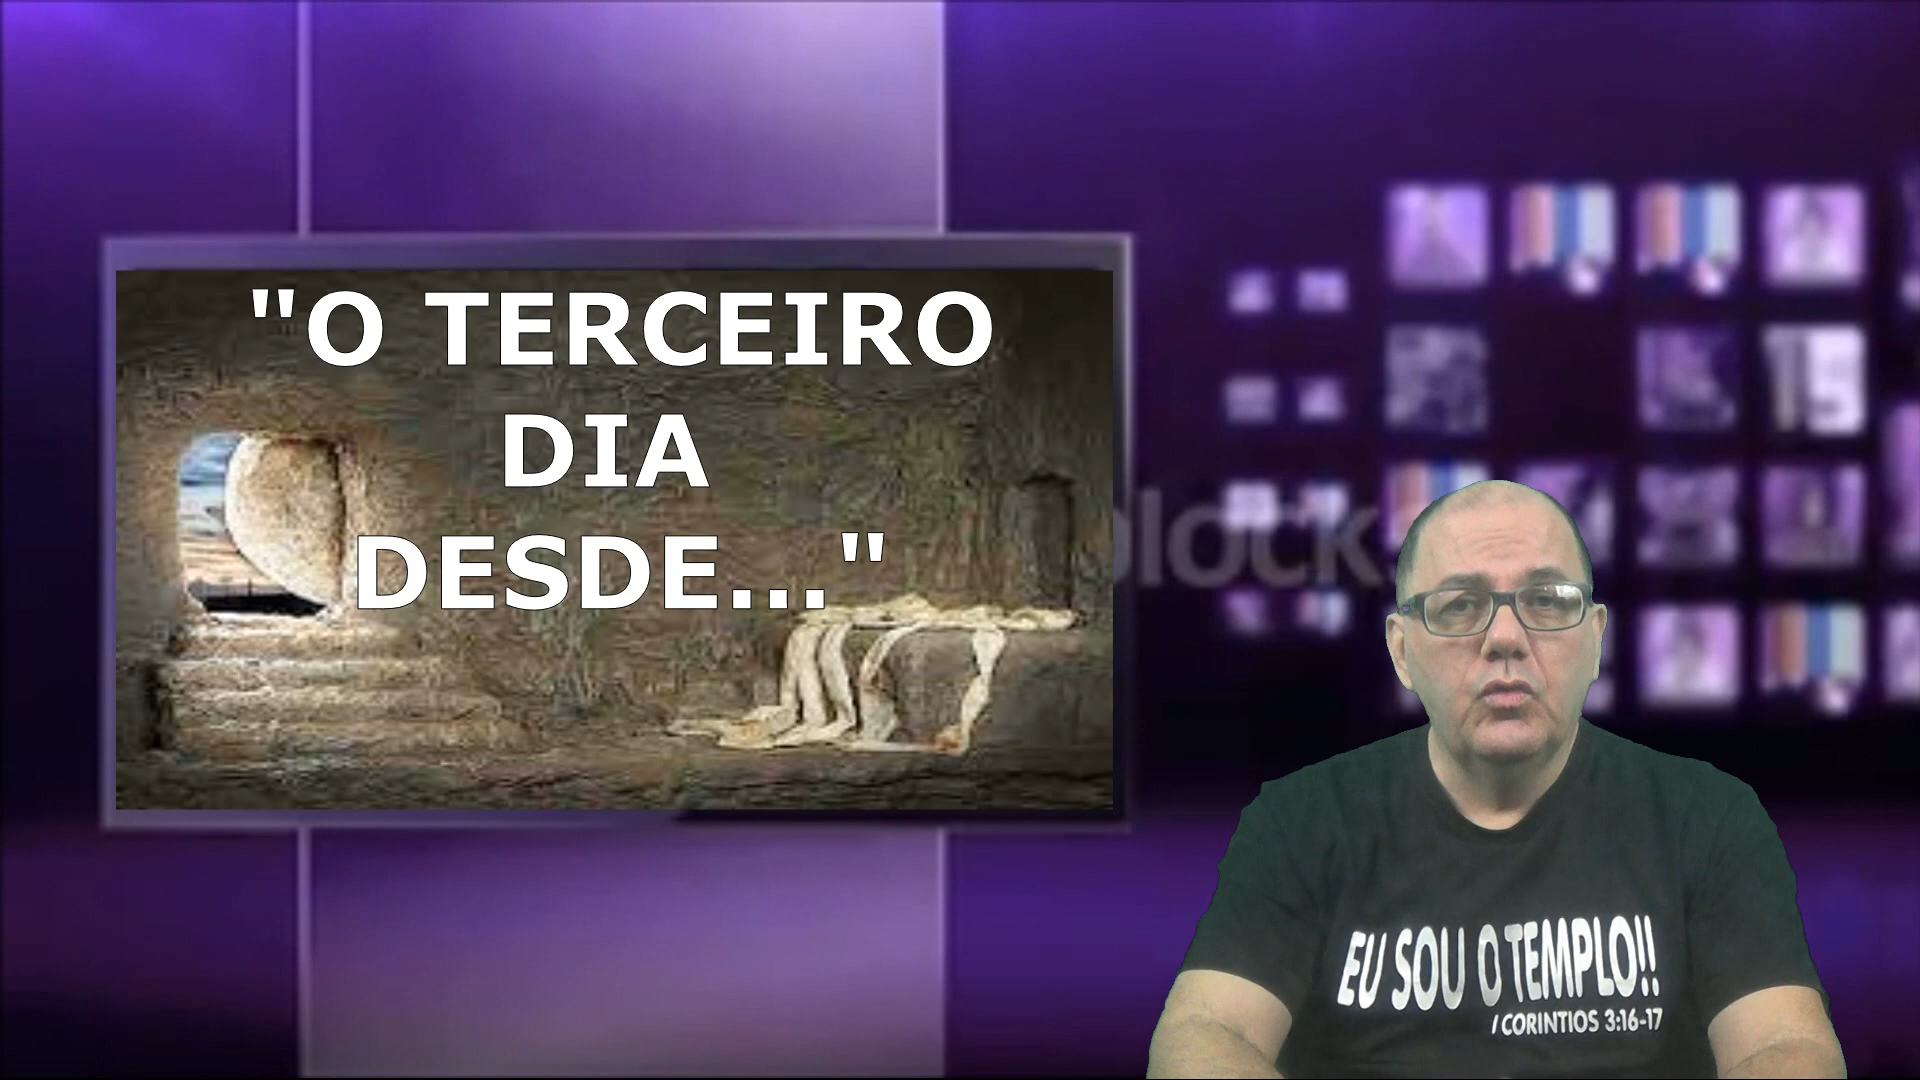 "O TERCEIRO
DIA
DESDE..."
EU SOU O TEMPLO!!
I CORINTIOS 3:16-17